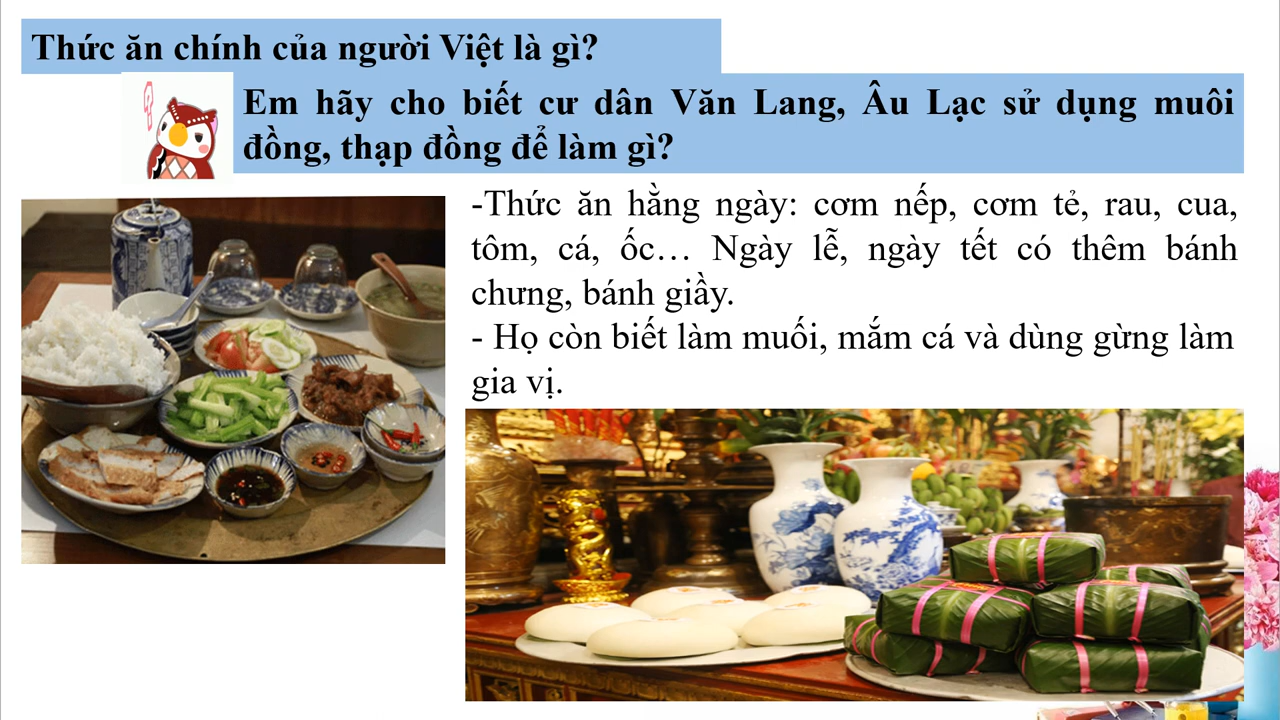 Thức ăn chính của người Việt là gì?
Em hãy cho biết cư dân Văn Lang, Âu Lạc sử dụng muôi
đồng, thạp đồng để làm gì?
-Thức ăn hằng ngày: cơm nếp, cơm tẻ, rau, cua,
tôm, cá, ốc… Ngày lễ, ngày tết có thêm bánh
chưng, bánh giầy.
- Họ còn biết làm muối, mắm cá và dùng gừng làm
gia vị.